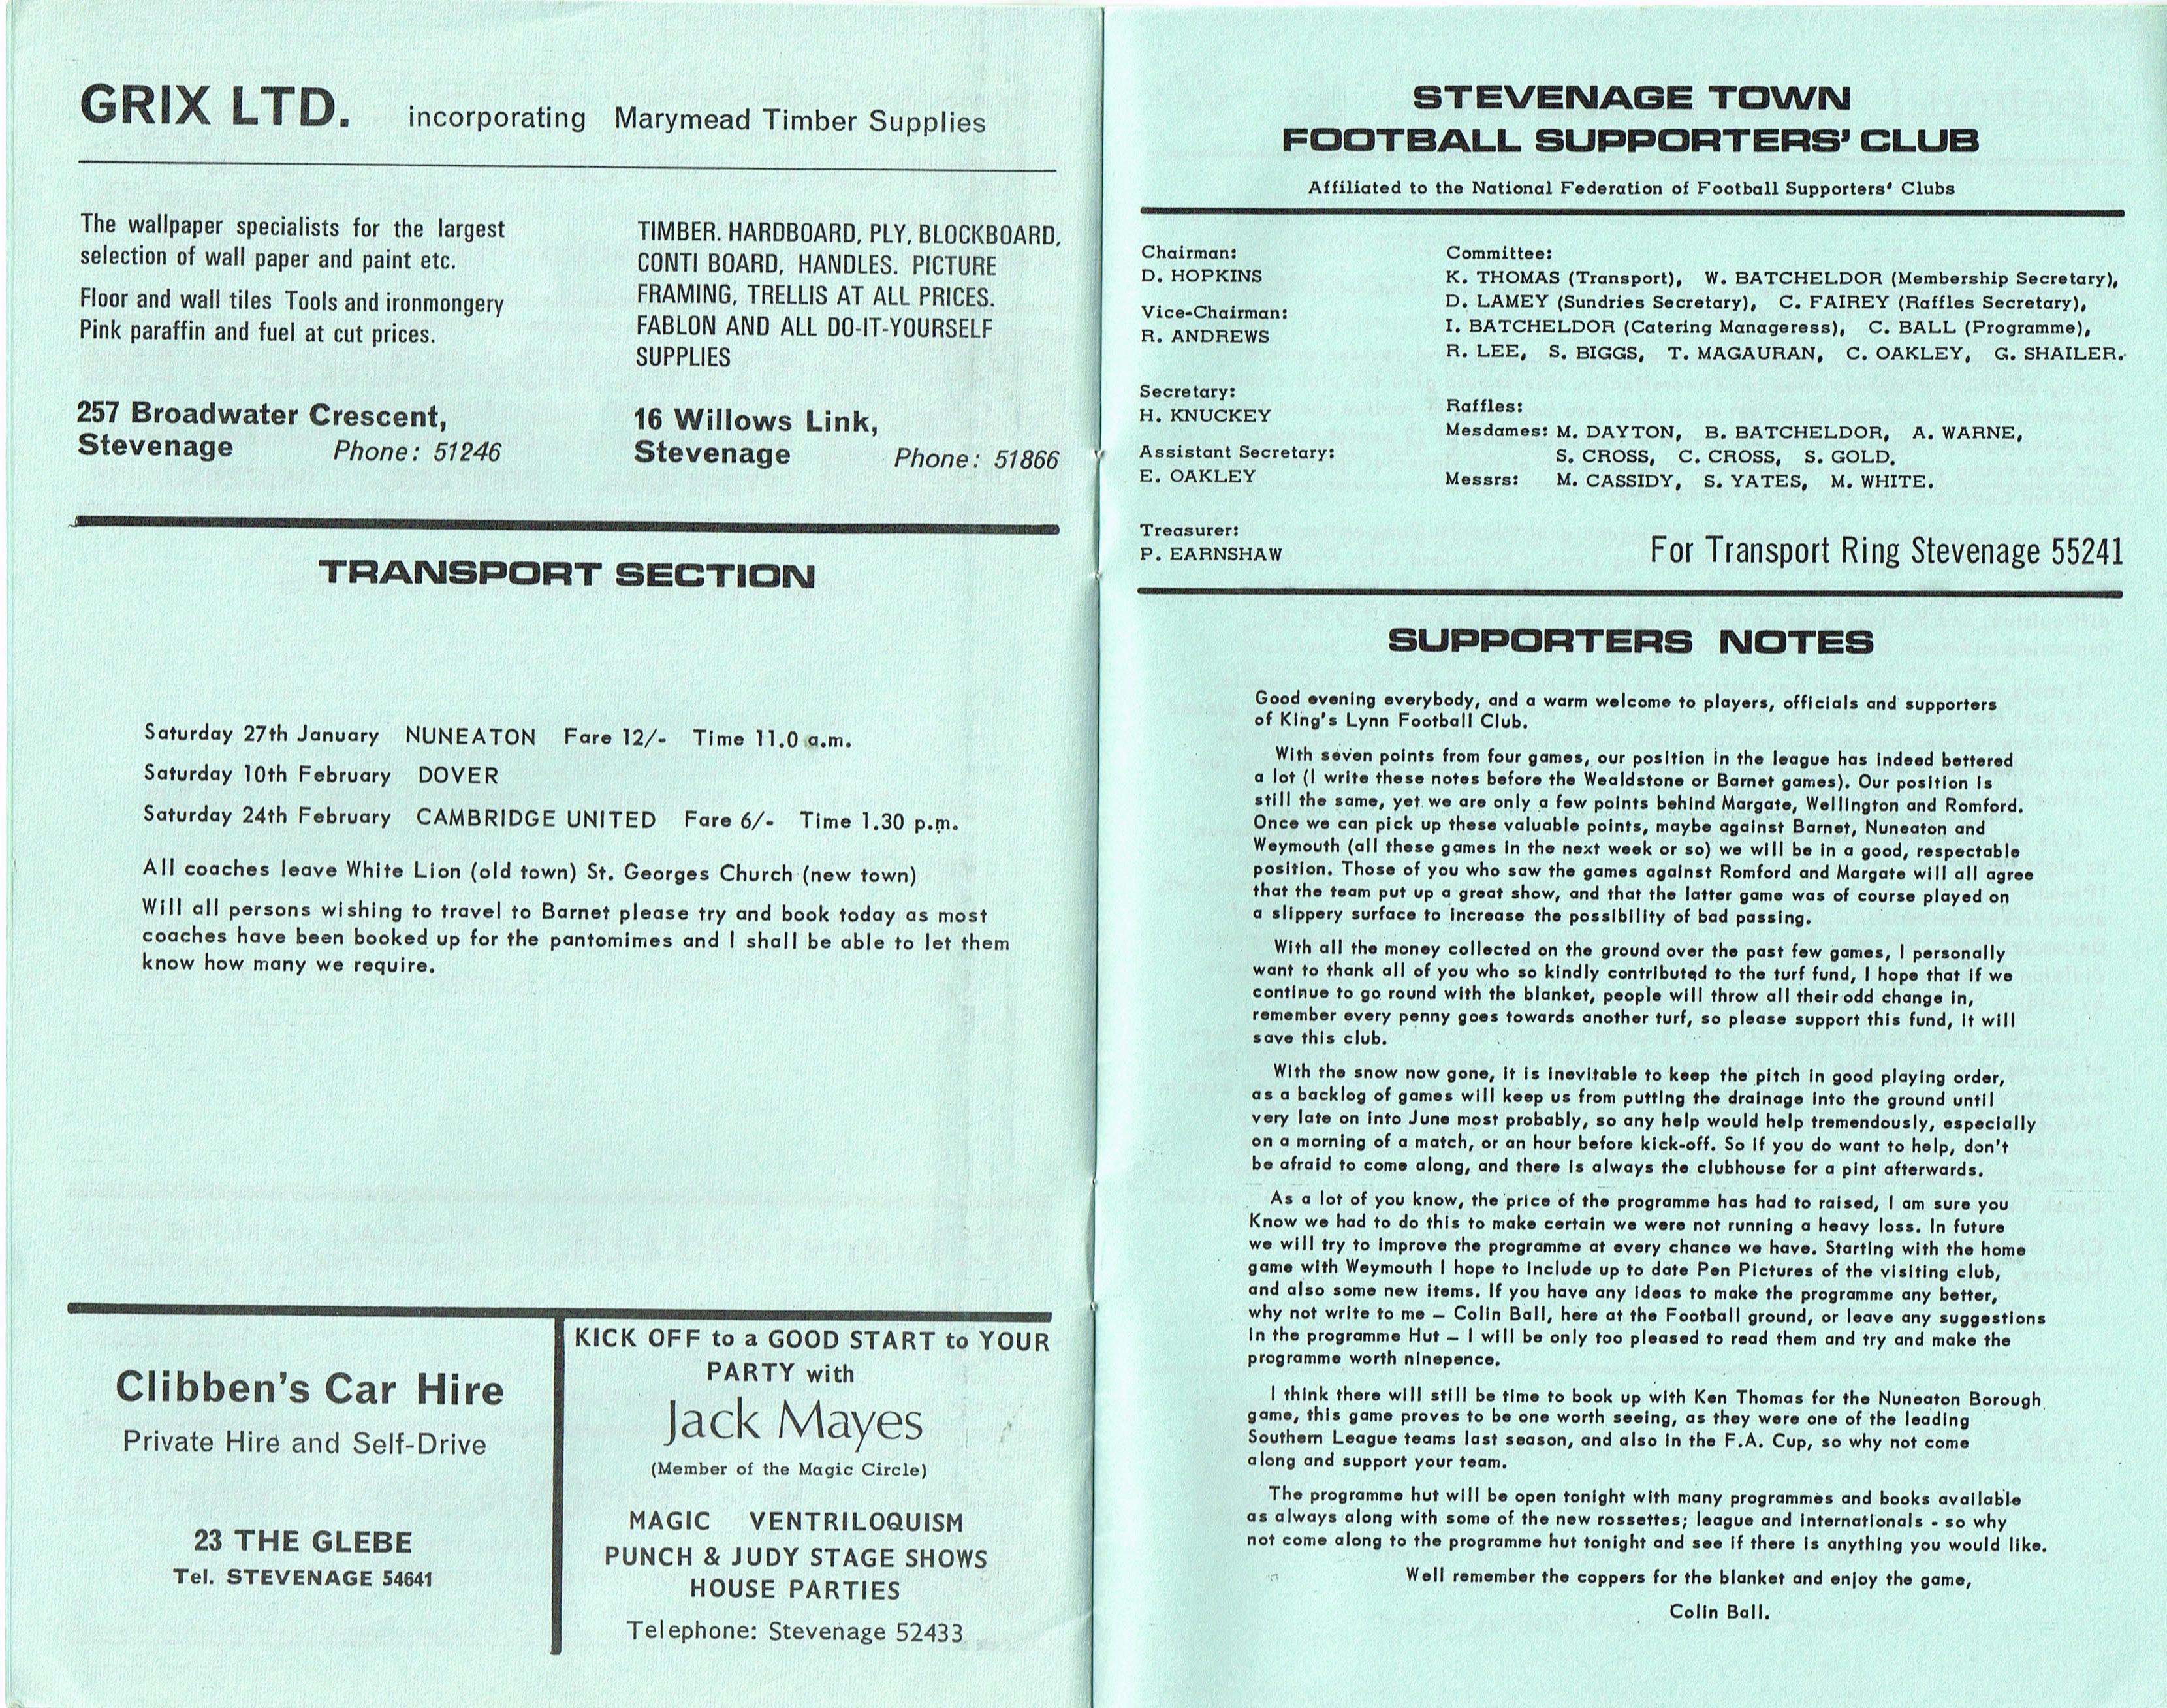 GRIX LTD. incorporating Marymead Timber Supplies
The wallpaper specialists for the largest
selection of wall paper and paint etc.
Floor and wall tiles Tools and ironmongery
Pink paraffin and fuel at cut prices.
257 Broadwater Crescent,
Stevenage Phone: 51246
TIMBER. HARDBOARD, PLY, BLOCKBOARD,
CONTI BOARD, HANDLES. PICTURE
FRAMING, TRELLIS AT ALL PRICES.
FABLON AND ALL DO-IT-YOURSELF
SUPPLIES
16 Willows Link,
Stevenage Phone: 51866
TRANSPORT SECTION
Saturday 27th January NUNEATON Fare 12/- Time 11.0 a.m.
Saturday 10th February DOVER
Saturday 24th February CAMBRIDGE UNITED Fare 6/- Time 1.30 p.m.
All coaches leave White Lion (old town) St. Georges Church (new town)
Will all persons wishing to travel to Barnet please try and book today as most
coaches have been booked up for the pantomimes and I shall be able to let them
know how many we require.
Clibben's Car Hire
Private Hire and Self-Drive
23 THE GLEBE
Tel. STEVENAGE 54641
KICK OFF to a GOOD START to YOUR
PARTY with
Jack Mayes
(Member of the Magic Circle)
MAGIC VENTRILOQUISM
PUNCH & JUDY STAGE SHOWS
HOUSE PARTIES
Telephone: Stevenage 52433
STEVENAGE TOWN
FOOTBALL SUPPORTERS' CLUB
Affiliated to the National Federation of Football Supporters' Clubs
Chairman:
D. HOPKINS
Vice-Chairman:
R. ANDREWS
Secretary:
H. KNUCKEY
Assistant Secretary:
E. OAKLEY
Treasurer:
P. EARNSHAW
Committee:
K. THOMAS (Transport), W. BATCHELDOR (Membership Secretary),
D. LAMEY (Sundries Secretary), C. FAIREY (Raffles Secretary),
I. BATCHELDOR (Catering Manageress), C. BALL (Programme),
R. LEE, S. BIGGS, T. MAGAURAN, C. OAKLEY, G. SHAILER.
Raffles:
Mesdames: M. DAYTON, B. BATCHELDOR, A. WARNE,
S. CROSS, C. CROSS, S. GOLD.
Messrs: M. CASSIDY, S. YATES, M. WHITE.
For Transport Ring Stevenage 55241
SUPPORTERS NOTES
Good evening everybody, and a warm welcome to players, officials and supporters
of King's Lynn Football Club.
With seven points from four games, our position in the league has indeed bettered
a lot (I write these notes before the Wealdstone or Barnet games). Our position is
still the same, yet we are only a few points behind Margate, Wellington and Romford.
Once we can pick up these valuable points, maybe against Barnet, Nuneaton and
Weymouth (all these games in the next week or so) we will be in a good, respectable
position. Those of you who saw the games against Romford and Margate will all agree
that the team put up a great show, and that the latter game was of course played on
a slippery surface to increase the possibility of bad passing.
With all the money collected on the ground over the past few games, I personally
want to thank all of you who so kindly contributed to the turf fund, I hope that if we
continue to go round with the blanket, people will throw all their odd change in,
remember every penny goes towards another turf, so please support this fund, it will
save this club.
With the snow now gone, it is inevitable to keep the pitch in good playing order,
as a backlog of games will keep us from putting the drainage into the ground until
very late on into June most probably, so any help would help tremendously, especially
on a morning of a match, or an hour before kick-off. So if you do want to help, don't
be afraid to come along, and there is always the clubhouse for a pint afterwards.
As a lot of you know, the price of the programme has had to raised, I am sure you
Know we had to do this to make certain we were not running a heavy loss. In future
we will try to improve the programme at every chance we have. Starting with the home
game with Weymouth I hope to include up to date Pen Pictures of the visiting club,
and also some new items. If you have any ideas to make the programme any better,
why not write to me – Colin Ball, here at the Football ground, or leave any suggestions
in the programme Hut – I will be only too pleased to read them and try and make the
programme worth ninepence.
I think there will still be time to book up with Ken Thomas for the Nuneaton Borough
game, this game proves to be one worth seeing, as they were one of the leading
Southern League teams last season, and also in the F.A. Cup, so why not come
along and support your team.
The programme hut will be open tonight with many programmes and books available
as always along with some of the new rossettes; league and internationals - so why
not come along to the programme hut tonight and see if there is anything you would like.
Well remember the coppers for the blanket and enjoy the game,
Colin Ball.